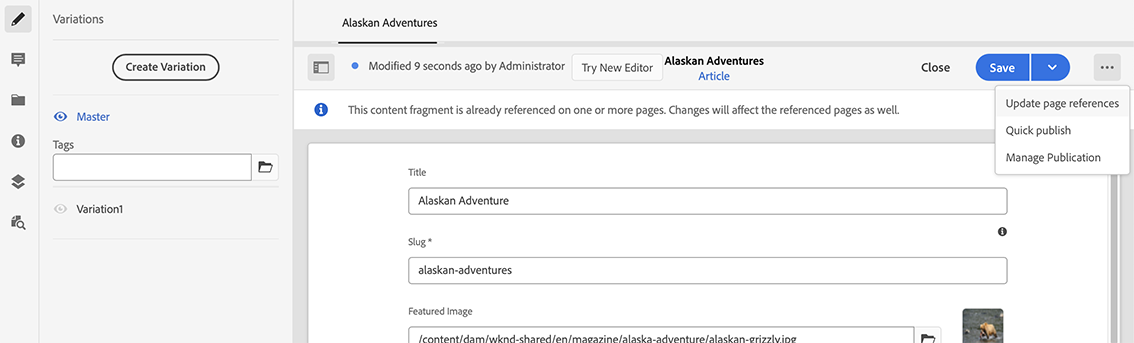 Variations
Create Variation
Master
Tags
Variation1
Alaskan Adventures
Modified 9 seconds ago by Administrator
Try New Editor
Alaskan Adventures
Article
Close
Save
Update page references
Quick publish
Manage Publication
This content fragment is already referenced on one or more pages. Changes will affect the referenced pages as well.
Title
Alaskan Adventure
Slug *
alaskan-adventures
Featured Image
/content/dam/wknd-shared/en/magazine/alaska-adventure/alaskan-grizzly.jpg